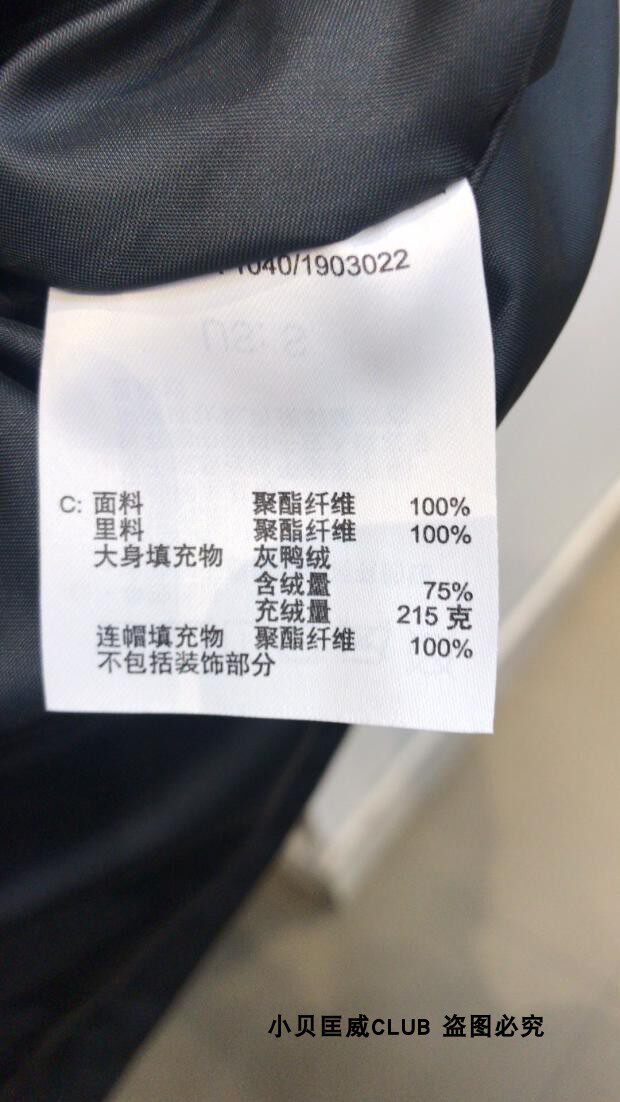 1040/1903022
C: 面料 聚酯纤维 100%
里料 聚酯纤维 100%
大身填充物 灰鸭绒
含绒量 75%
充绒量 215 克
连帽填充物 聚酯纤维 100%
不包括装饰部分
小贝匡威CLUB 盗图必究